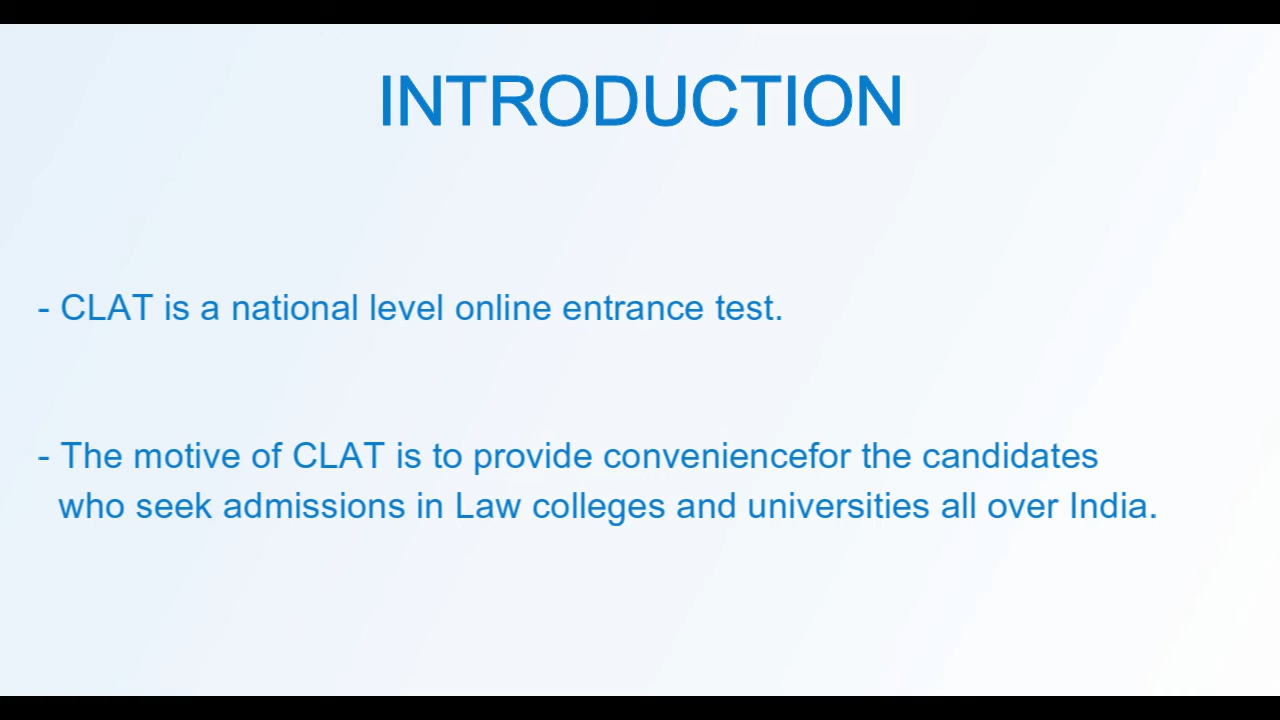 INTRODUCTION
- CLAT is a national level online entrance test.
- The motive of CLAT is to provide conveniencefor the candidates
who seek admissions in Law colleges and universities all over India.